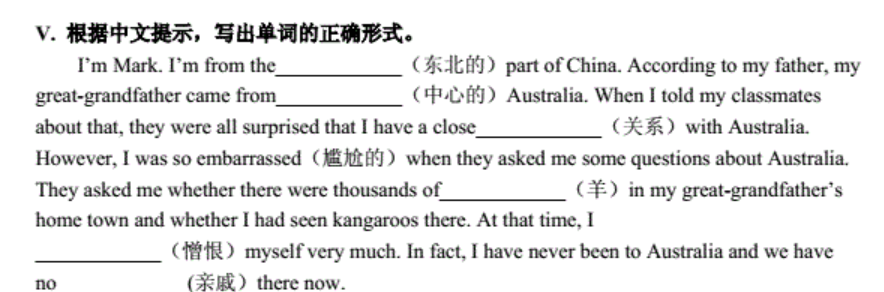 V. 根据中文提示，写出单词的正确形式。
I'm Mark. I'm from the____________（东北的）part of China. According to my father, my
great-grandfather came from____________（中心的）Australia. When I told my classmates
about that, they were all surprised that I have a close____________（关系）with Australia.
However, I was so embarrassed（尴尬的）when they asked me some questions about Australia.
They asked me whether there were thousands of____________（羊）in my great-grandfather's
home town and whether I had seen kangaroos there. At that time, I
____________（憎恨）myself very much. In fact, I have never been to Australia and we have
no (亲戚）there now.